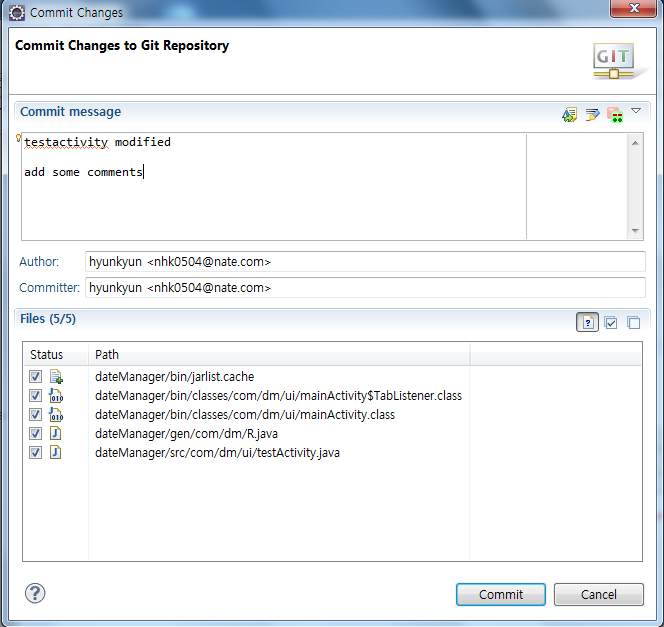 Commit Changes
Commit Changes to Git Repository
GIT
Commit message
testactivity modified
add some comments
Author: hyunkyun <nhk0504@nate.com>
Committer: hyunkyun <nhk0504@nate.com>
Files (5/5)
Status Path
dateManager/bin/jarlist.cache
010 dateManager/bin/classes/com/dm/ui/mainActivity$TabListener.class
010 dateManager/bin/classes/com/dm/ui/mainActivity.class
J dateManager/gen/com/dm/R.java
J dateManager/src/com/dm/ui/testActivity.java
? Commit Cancel